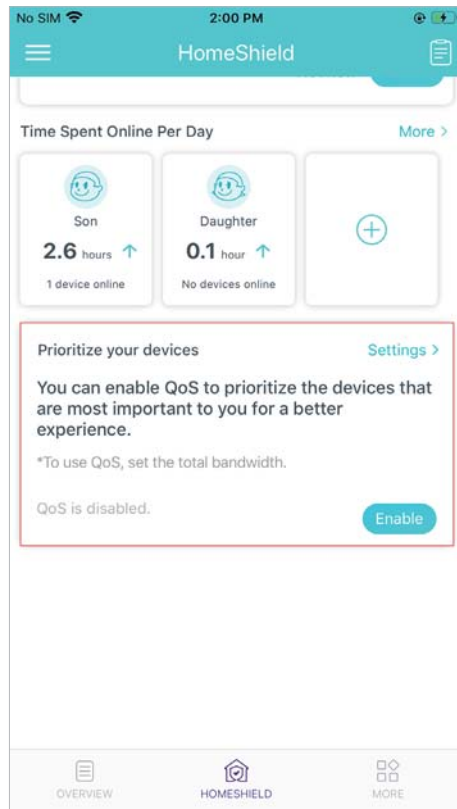 No SIM 2:00 PM
HomeShield
Time Spent Online Per Day More >
Son Daughter
2.6 hours ↑ 0.1 hour ↑
1 device online No devices online
Prioritize your devices Settings >
You can enable QoS to prioritize the devices that
are most important to you for a better
experience.
*To use QoS, set the total bandwidth.
QoS is disabled. Enable
OVERVIEW HOMESHIELD MORE